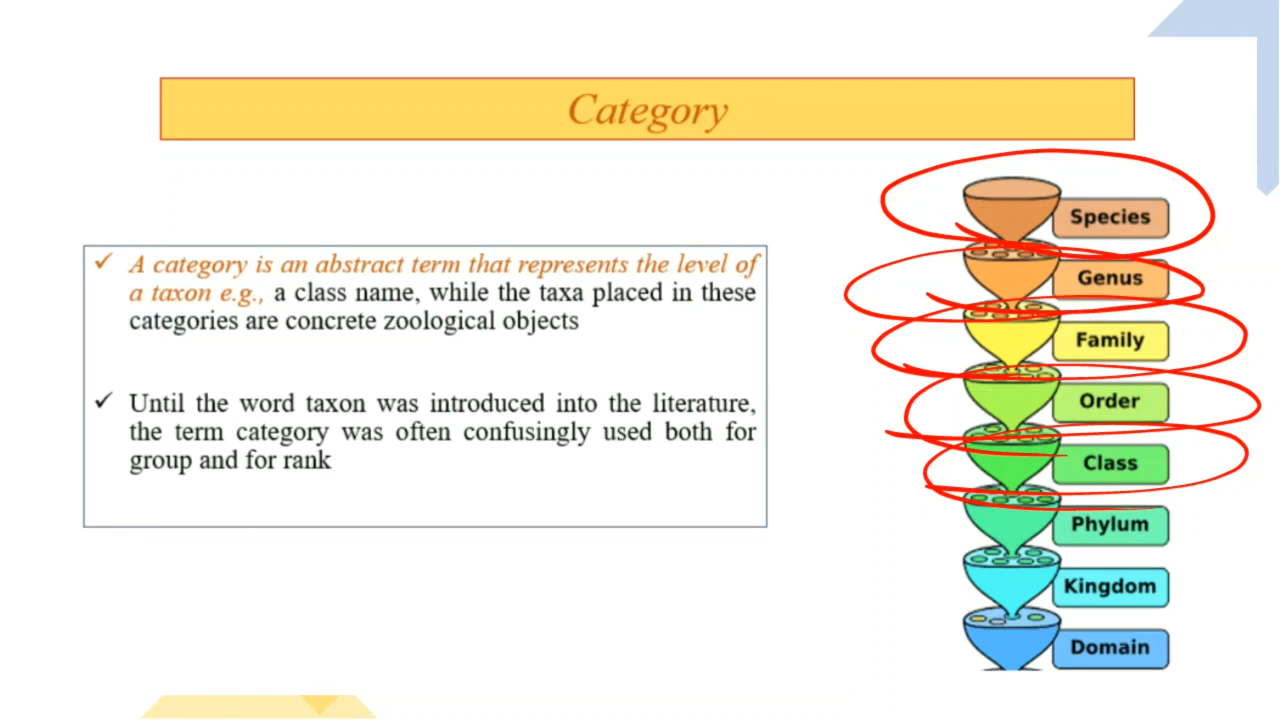 Category
✓ A category is an abstract term that represents the level of
a taxon e.g., a class name, while the taxa placed in these
categories are concrete zoological objects
✓ Until the word taxon was introduced into the literature,
the term category was often confusingly used both for
group and for rank
Species
Genus
Family
Order
Class
Phylum
Kingdom
Domain